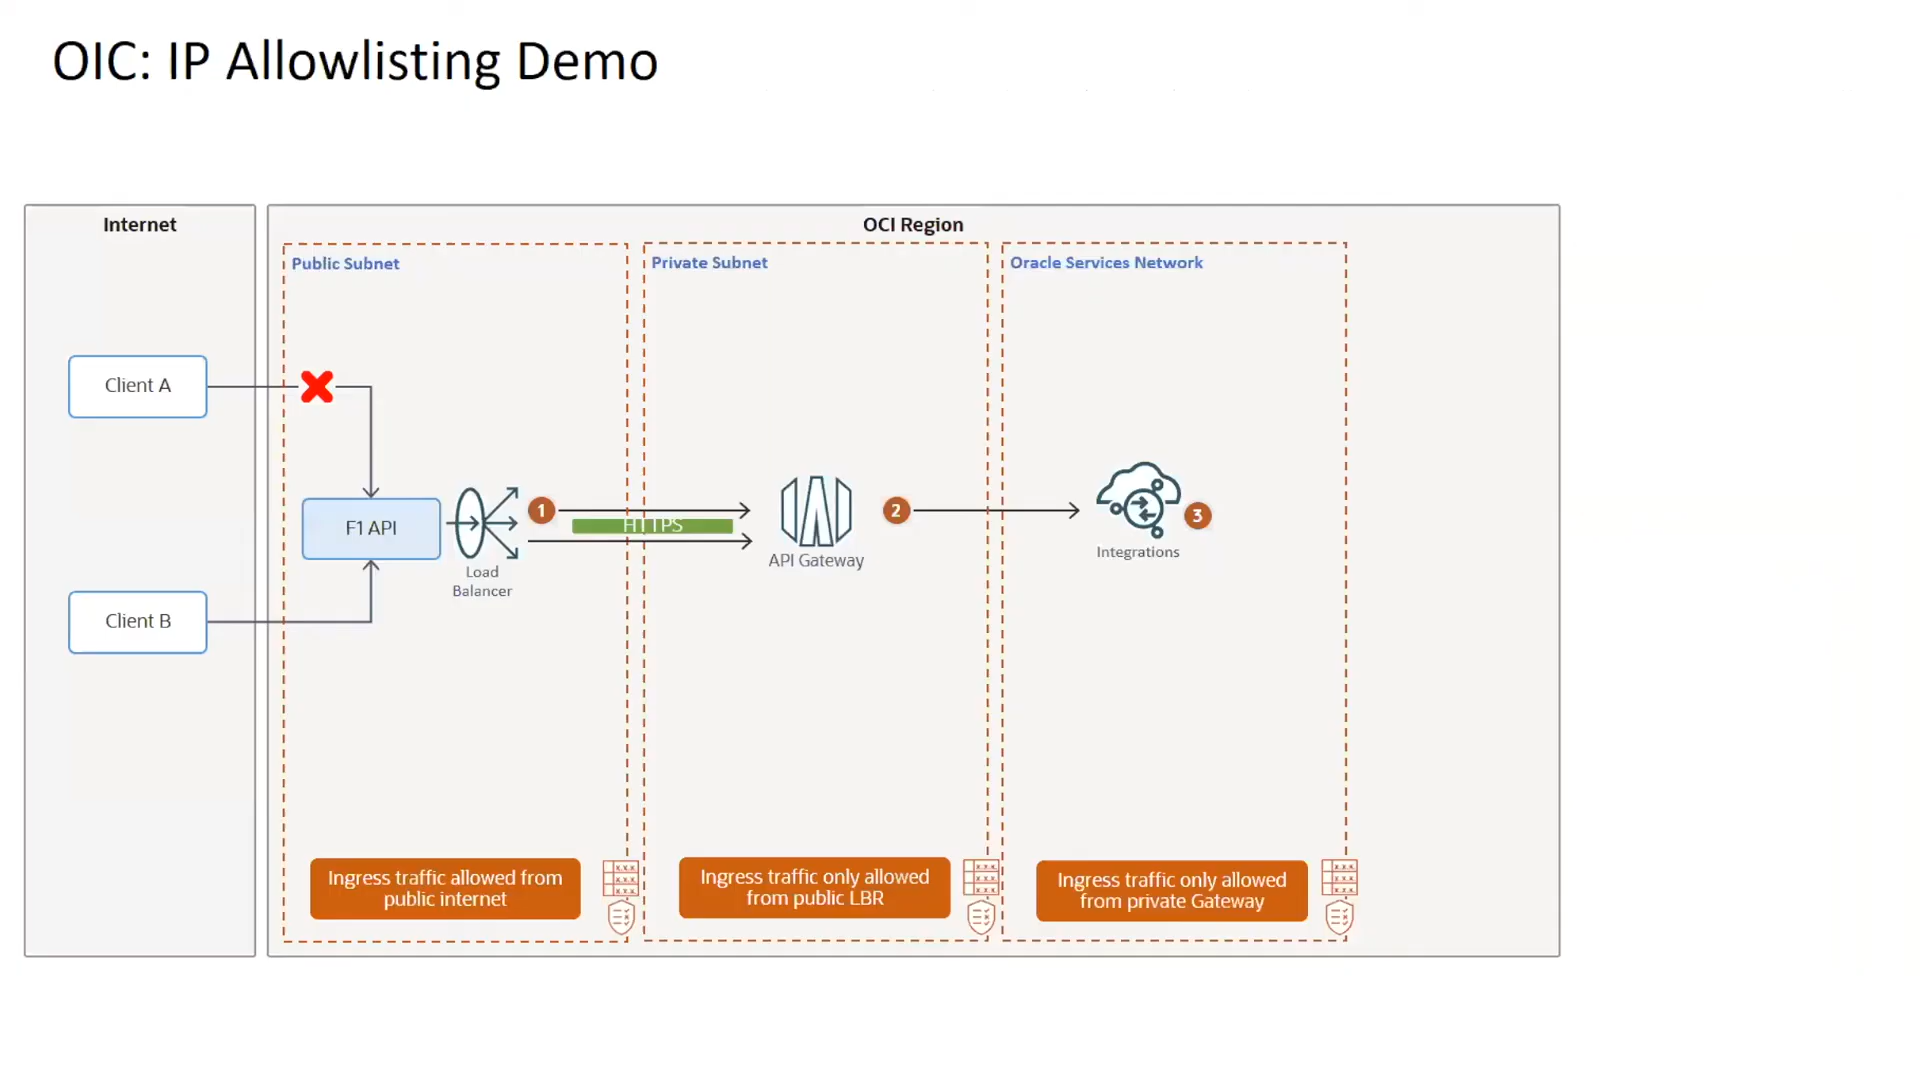 OIC: IP Allowlisting Demo
Internet
OCI Region
Public Subnet
Private Subnet
Oracle Services Network
Client A
F1 API
Load
Balancer
1
HTTPS
API Gateway
2
3
Integrations
Client B
Ingress traffic allowed from
public internet
Ingress traffic only allowed
from public LBR
Ingress traffic only allowed
from private Gateway